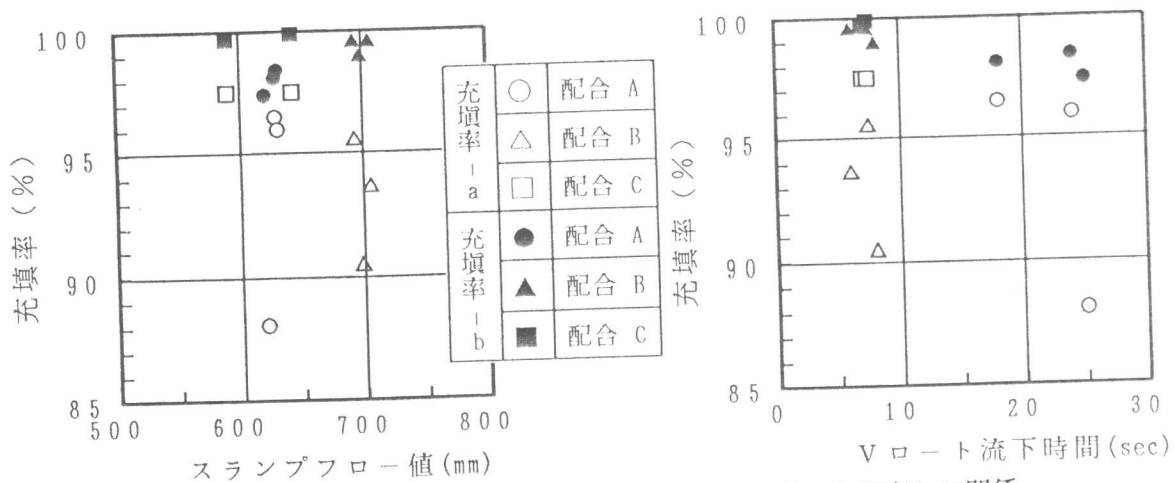 100
95
90
85
充填率(%)
500 600 700 800
スランプフロー値(mm)
充填率-a
○ 配合 A
△ 配合 B
□ 配合 C
充填率-b
● 配合 A
▲ 配合 B
■ 配合 C
100
95
90
85
充填率(%)
0 10 20 30
Vロート流下時間(sec)